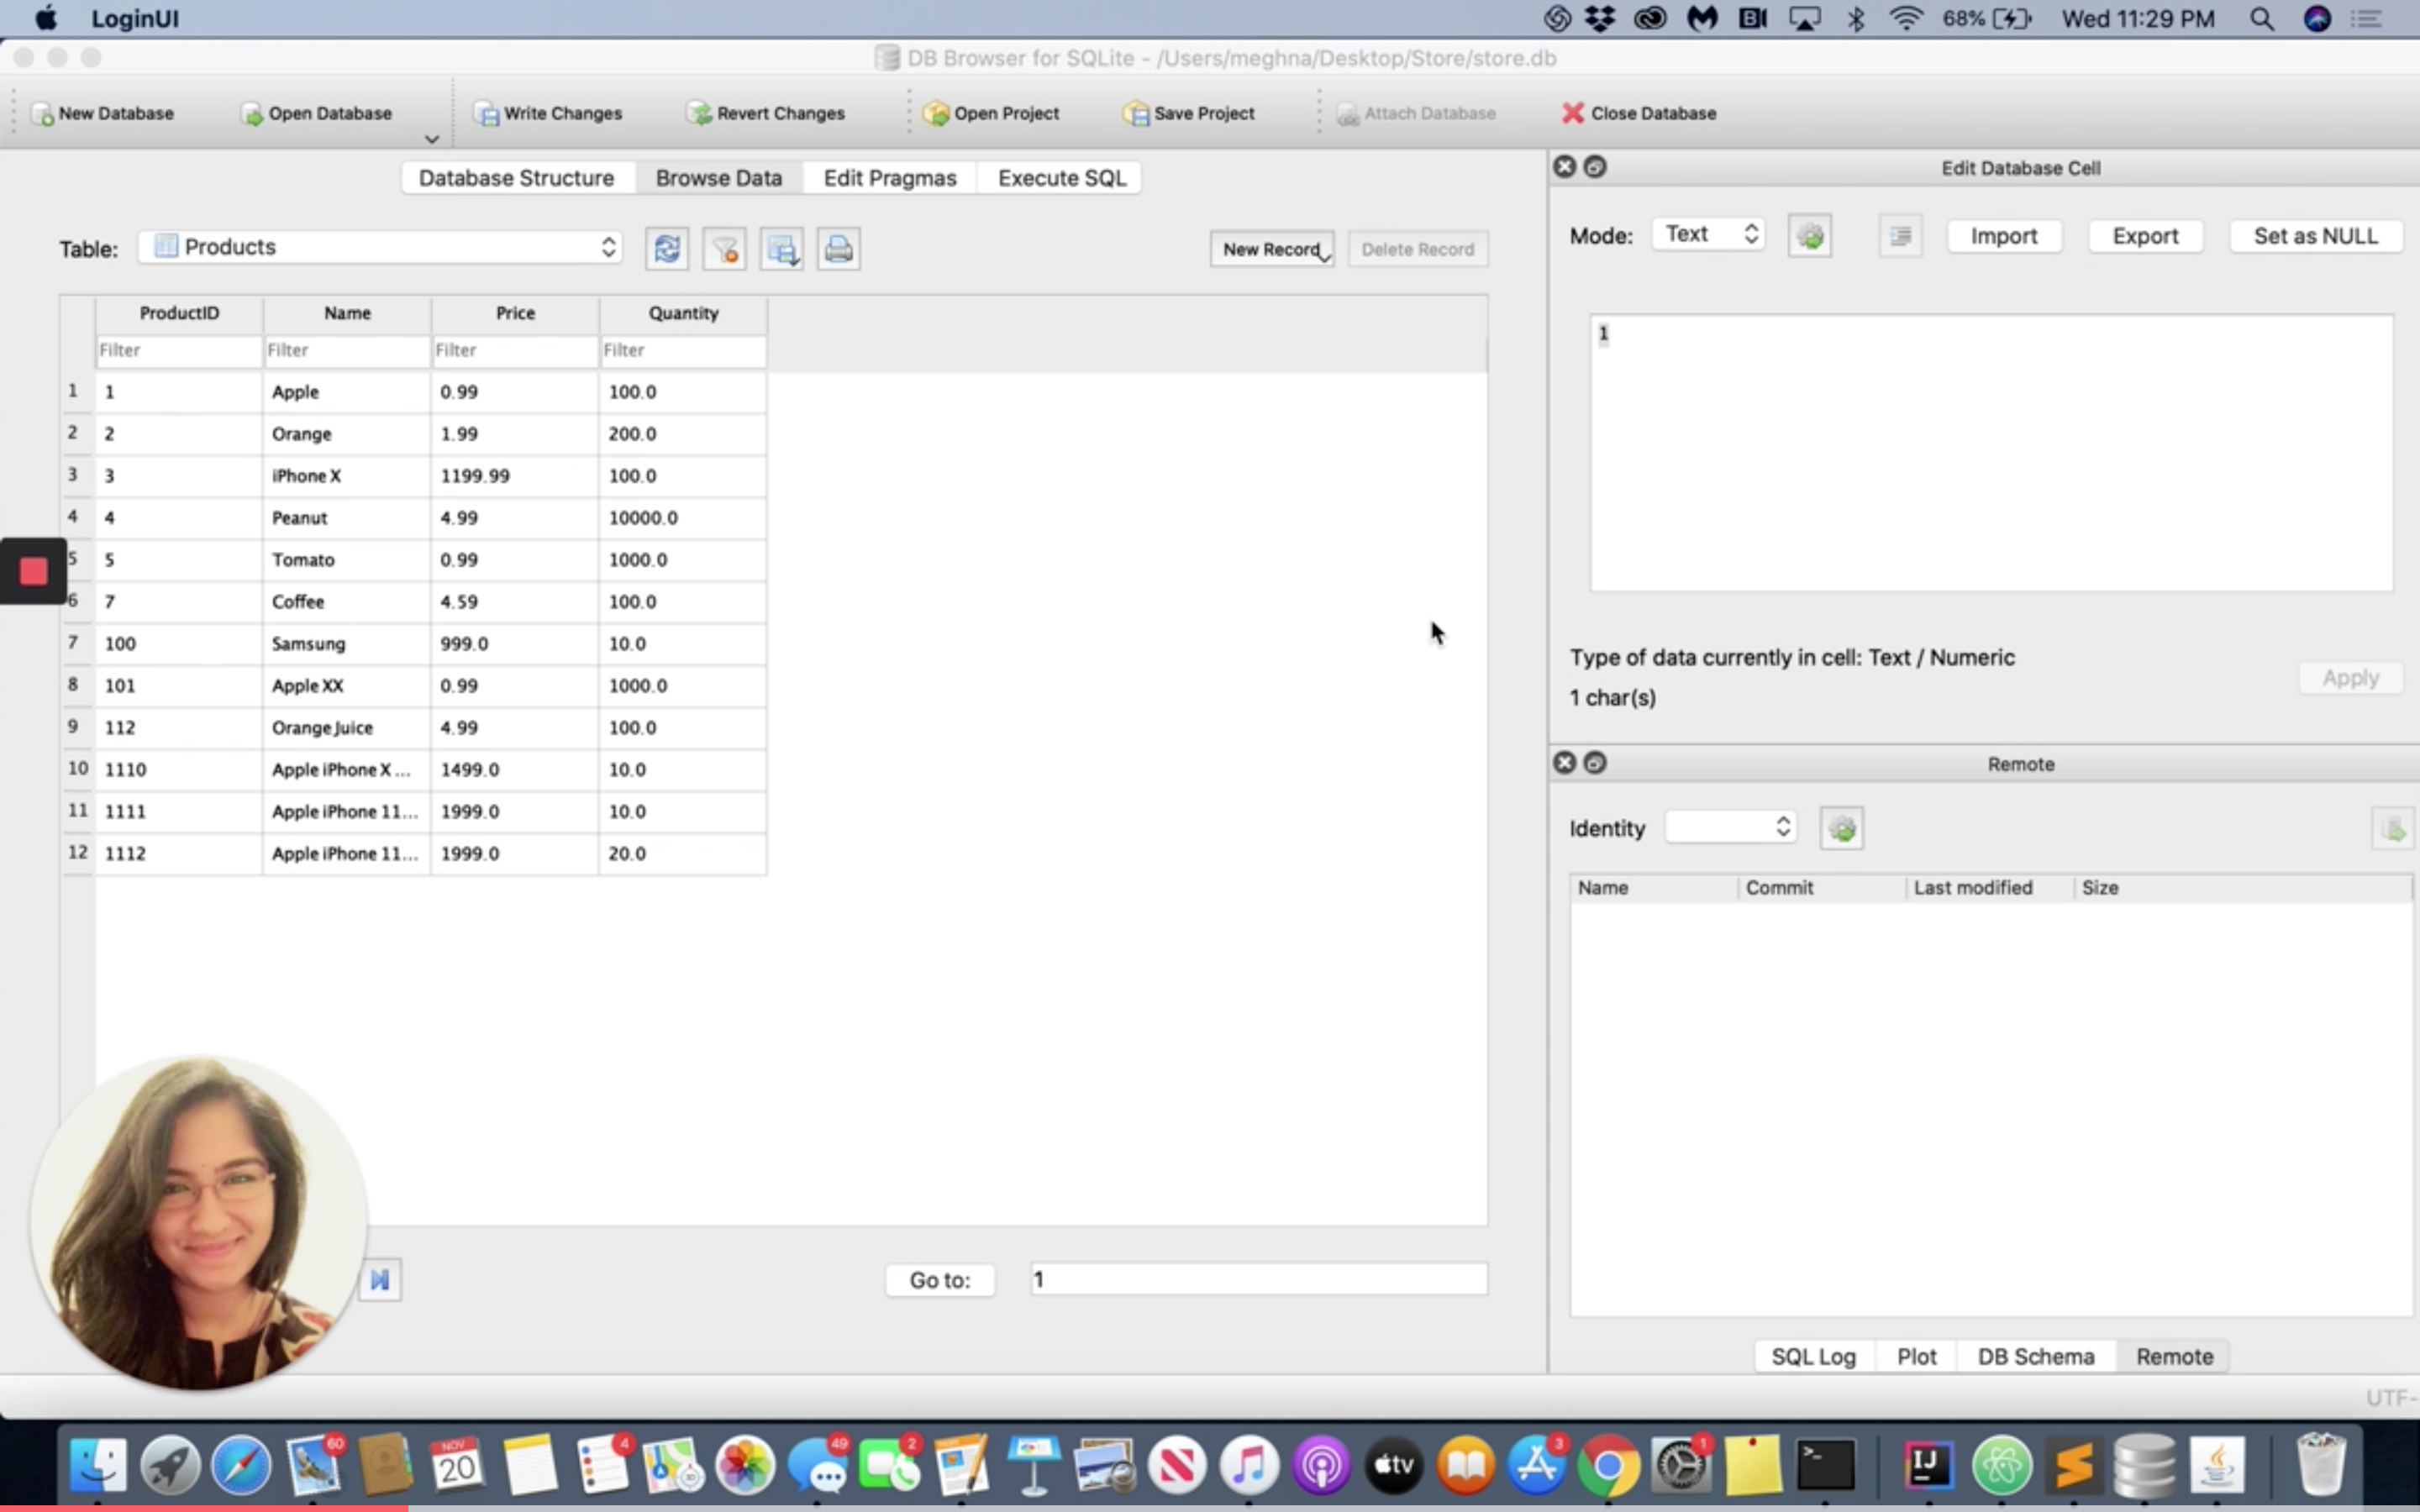 LoginUI 68% Wed 11:29 PM
DB Browser for SQLite - /Users/meghna/Desktop/Store/store.db
New Database Open Database Write Changes Revert Changes Open Project Save Project Attach Database Close Database
Database Structure Browse Data Edit Pragmas Execute SQL
Table: Products New Record Delete Record
ProductID Name Price Quantity
Filter Filter Filter Filter
1 1 Apple 0.99 100.0
2 2 Orange 1.99 200.0
3 3 iPhone X 1199.99 100.0
4 4 Peanut 4.99 10000.0
5 5 Tomato 0.99 1000.0
6 7 Coffee 4.59 100.0
7 100 Samsung 999.0 10.0
8 101 Apple XX 0.99 1000.0
9 112 Orange Juice 4.99 100.0
10 1110 Apple iPhone X ... 1499.0 10.0
11 1111 Apple iPhone 11... 1999.0 10.0
12 1112 Apple iPhone 11... 1999.0 20.0
Go to: 1
Edit Database Cell
Mode: Text Import Export Set as NULL
1
Type of data currently in cell: Text / Numeric
1 char(s)
Apply
Remote
Identity
Name Commit Last modified Size
SQL Log Plot DB Schema Remote
UTF-
60 NOV 20 4 49 2 tv 3 1 >_ IJ